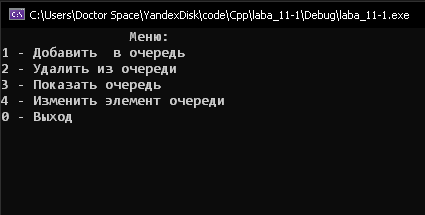 C:\Users\Doctor Space\YandexDisk\code\Cpp\laba_11-1\Debug\laba_11-1.exe
Меню:
1 - Добавить  в очередь
2 - Удалить из очереди
3 - Показать очередь
4 - Изменить элемент очереди
0 - Выход